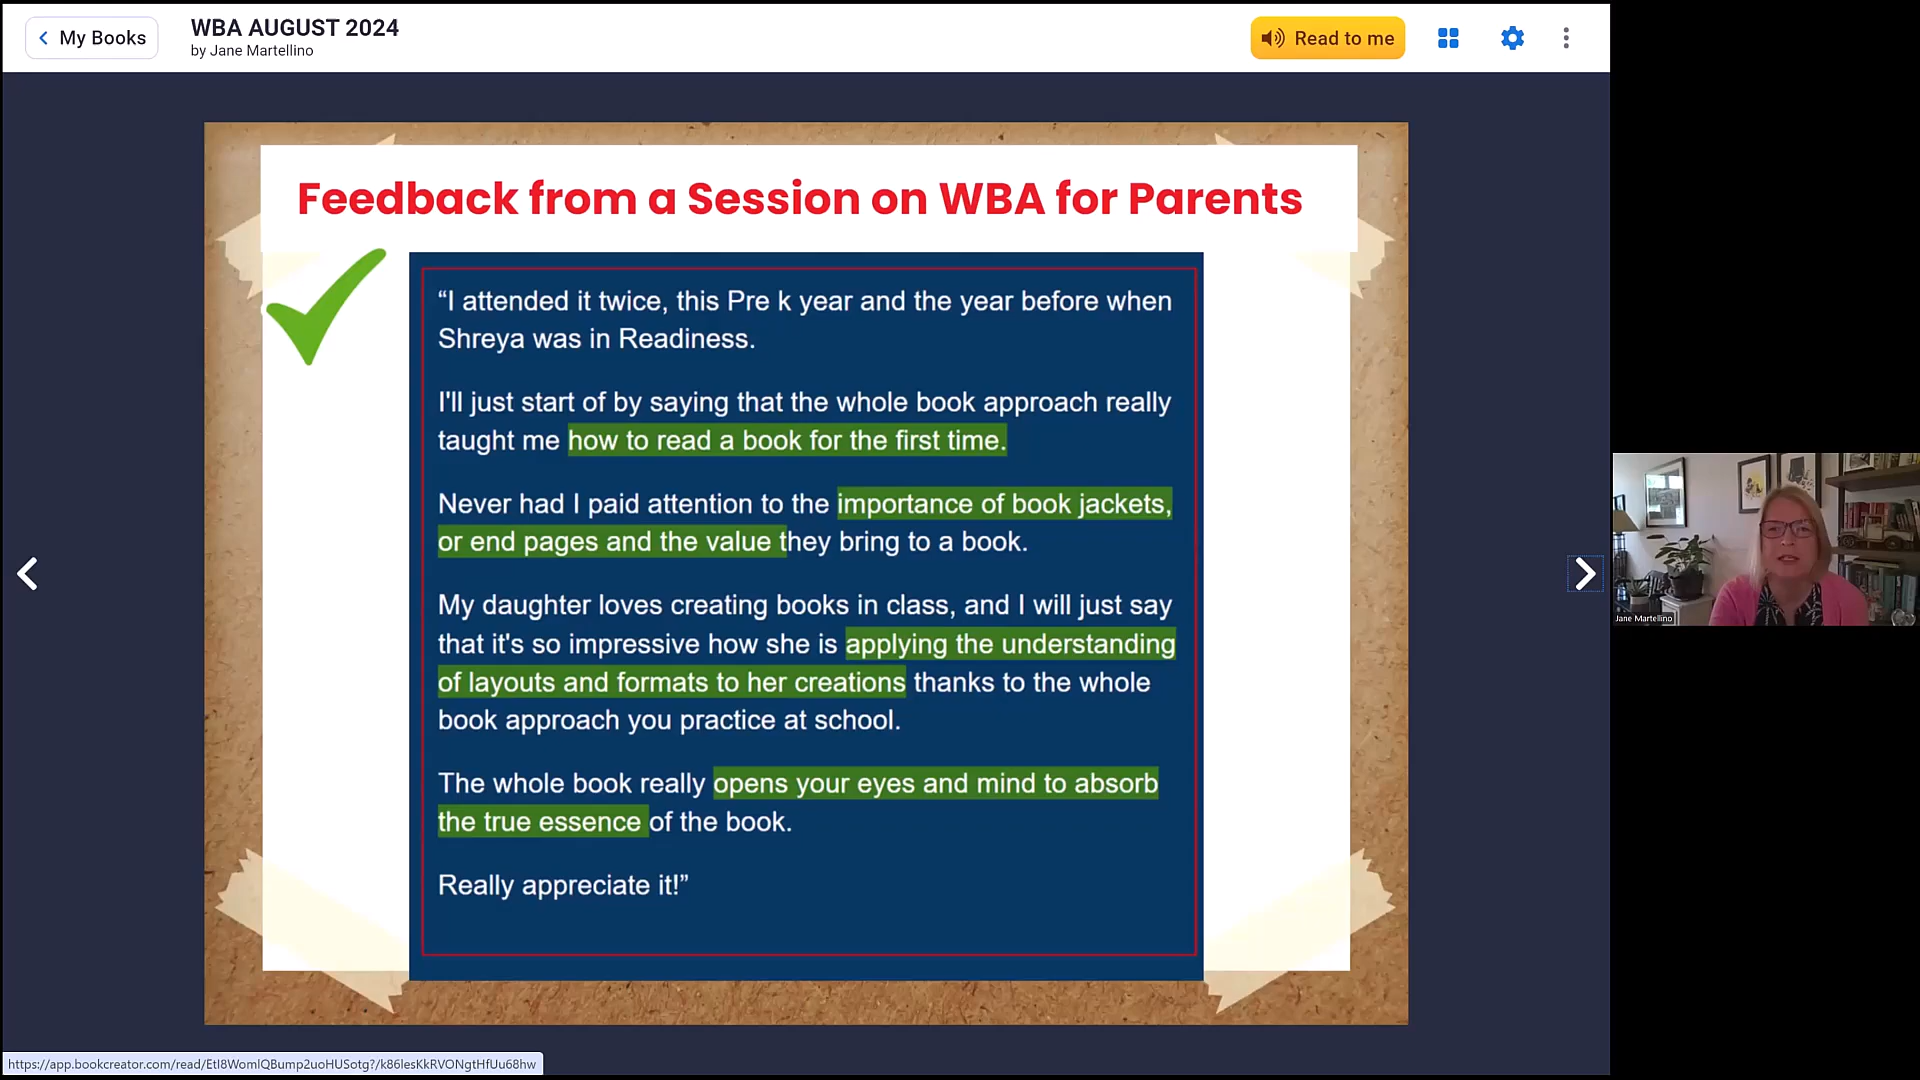 My Books
WBA AUGUST 2024
by Jane Martellino
Read to me
Feedback from a Session on WBA for Parents
“I attended it twice, this Pre k year and the year before when
Shreya was in Readiness.
I'll just start of by saying that the whole book approach really
taught me how to read a book for the first time.
Never had I paid attention to the importance of book jackets,
or end pages and the value they bring to a book.
My daughter loves creating books in class, and I will just say
that it's so impressive how she is applying the understanding
of layouts and formats to her creations thanks to the whole
book approach you practice at school.
The whole book really opens your eyes and mind to absorb
the true essence of the book.
Really appreciate it!”
Jane Martellino
https://app.bookcreator.com/read/EtI8WomlQBump2uoHUSotg?/k86lesKkRVONgtHfUu68hw